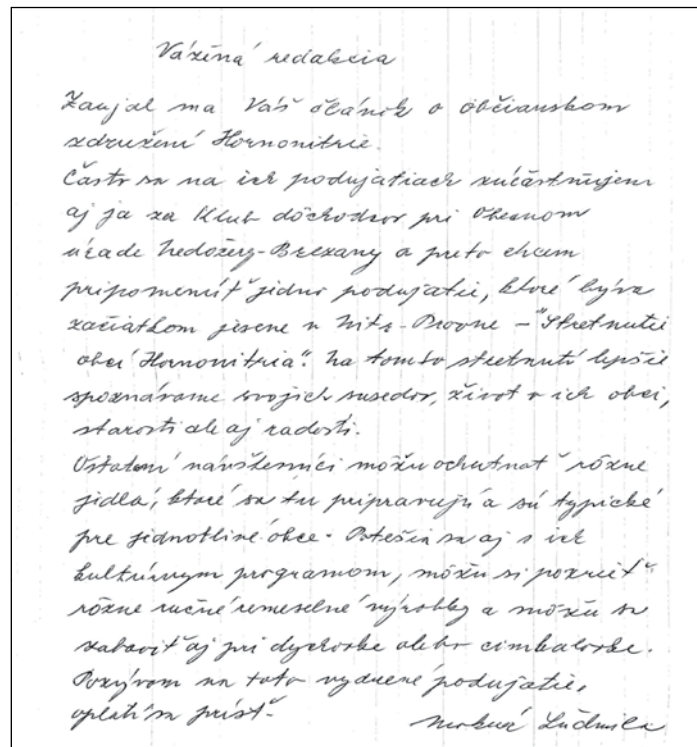 Vážená redakcia
Zaujal ma Váš článok o občianskom
združení Hornonitrie.
Často sa na ich podujatiach zúčastňujem
aj ja za Klub dôchodcov pri Obecnom
úrade Nedožery-Brezany a preto chcem
pripomenúť jedno podujatie, ktoré býva
začiatkom jesene v Nitr. Pravne - "Stretnutie
obcí Hornonitria". Na tomto stretnutí lepšie
spoznávame svojich susedov, život v ich obci,
starosti ale aj radosti.
Ostatní návštevníci môžu ochutnať rôzne
jedlá, ktoré sa tu pripravujú a sú typické
pre jednotlivé obce. Potešia sa aj s ich
kultúrnym programom, môžu si pozrieť
rôzne ručné remeselné výrobky a môžu sa
zabaviť aj pri dychovke alebo cimbalovke.
Pozývam na toto vydarené podujatie,
oplatí sa prísť.
Ľudmila